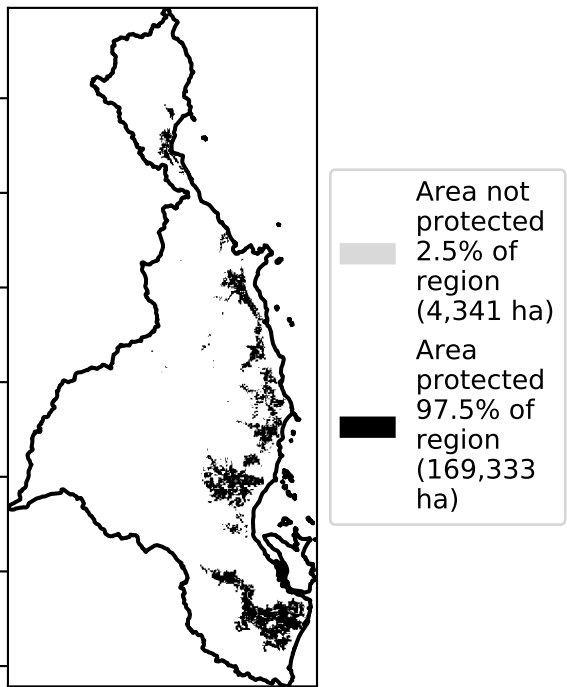 Area not
protected
2.5% of
region
(4,341 ha)
Area
protected
97.5% of
region
(169,333
ha)